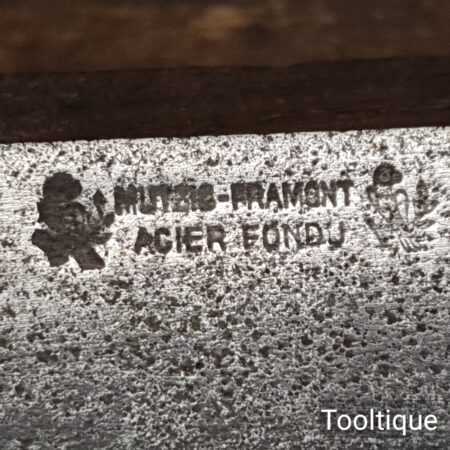 MUTZIG-FRAMONT
ACIER FONDU
Tooltique